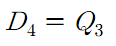 D₄ = Q₃